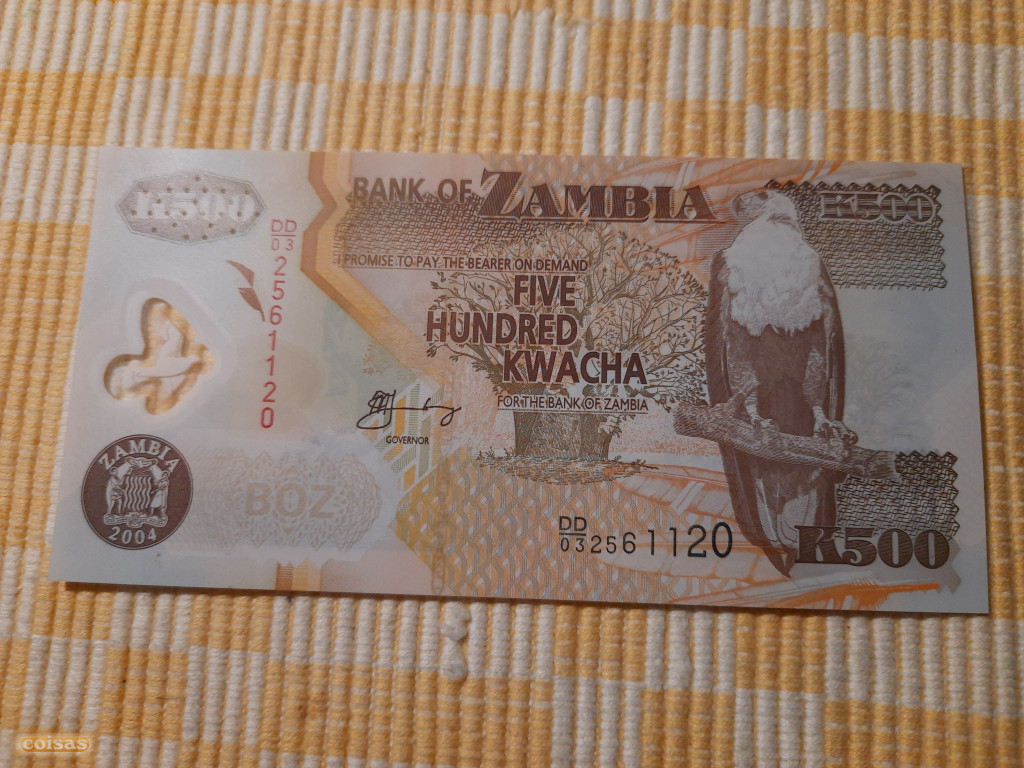 K500
BANK OF ZAMBIA
K500
DD/03 2561120
I PROMISE TO PAY THE BEARER ON DEMAND
FIVE
HUNDRED
KWACHA
FOR THE BANK OF ZAMBIA
GOVERNOR
ZAMBIA
2004
BOZ
DD/03 2561120
K500
coisas